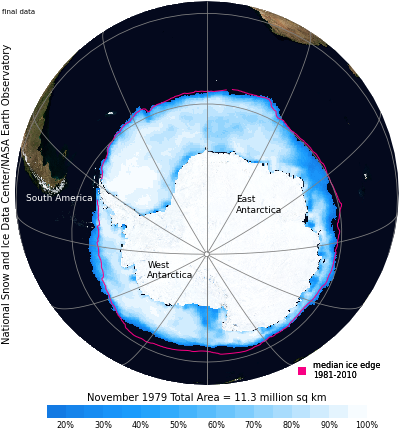 final data
National Snow and Ice Data Center/NASA Earth Observatory
South America
East
Antarctica
West
Antarctica
median ice edge
1981-2010
November 1979 Total Area = 11.3 million sq km
20% 30% 40% 50% 60% 70% 80% 90% 100%